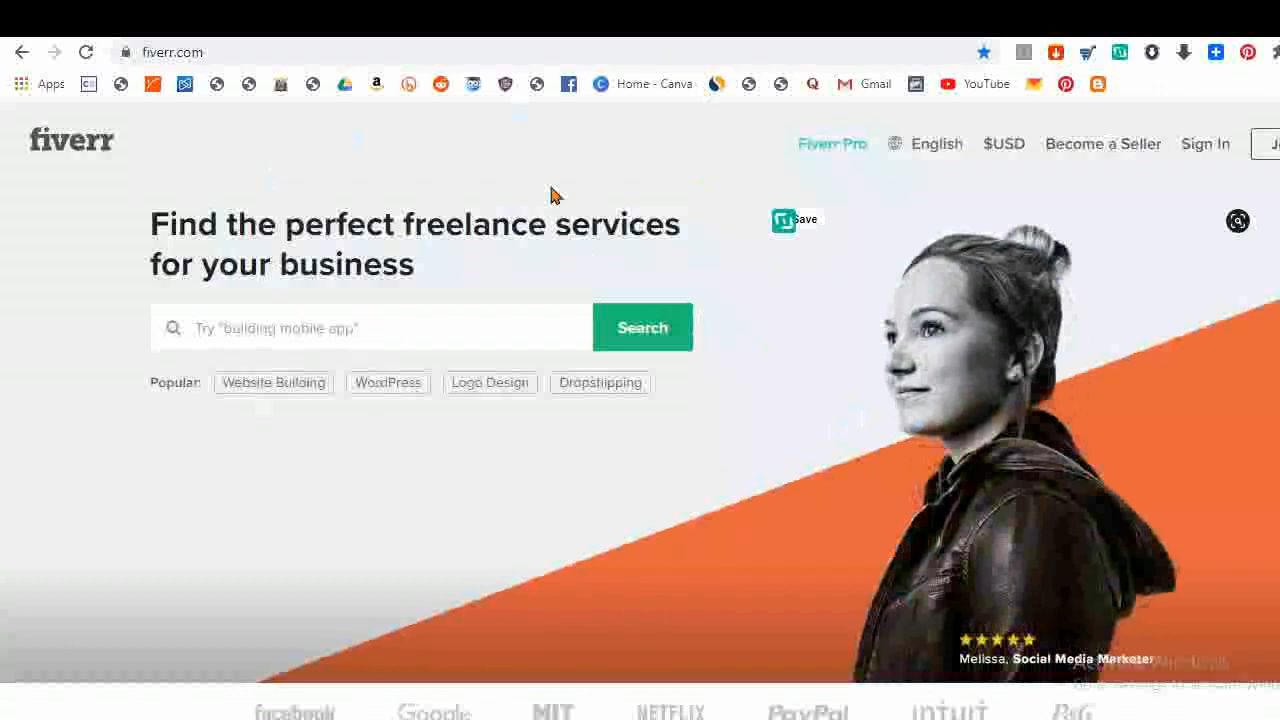 fiverr.com
Apps
Home - Canva
Gmail
YouTube
fiverr
Fiverr Pro
English
$USD
Become a Seller
Sign In
Find the perfect freelance services
for your business
Save
Try "building mobile app"
Search
Popular:
Website Building
WordPress
Logo Design
Dropshipping
Melissa, Social Media Marketer
facebook
Google
MIT
NETFLIX
PayPal
intuit
P&G